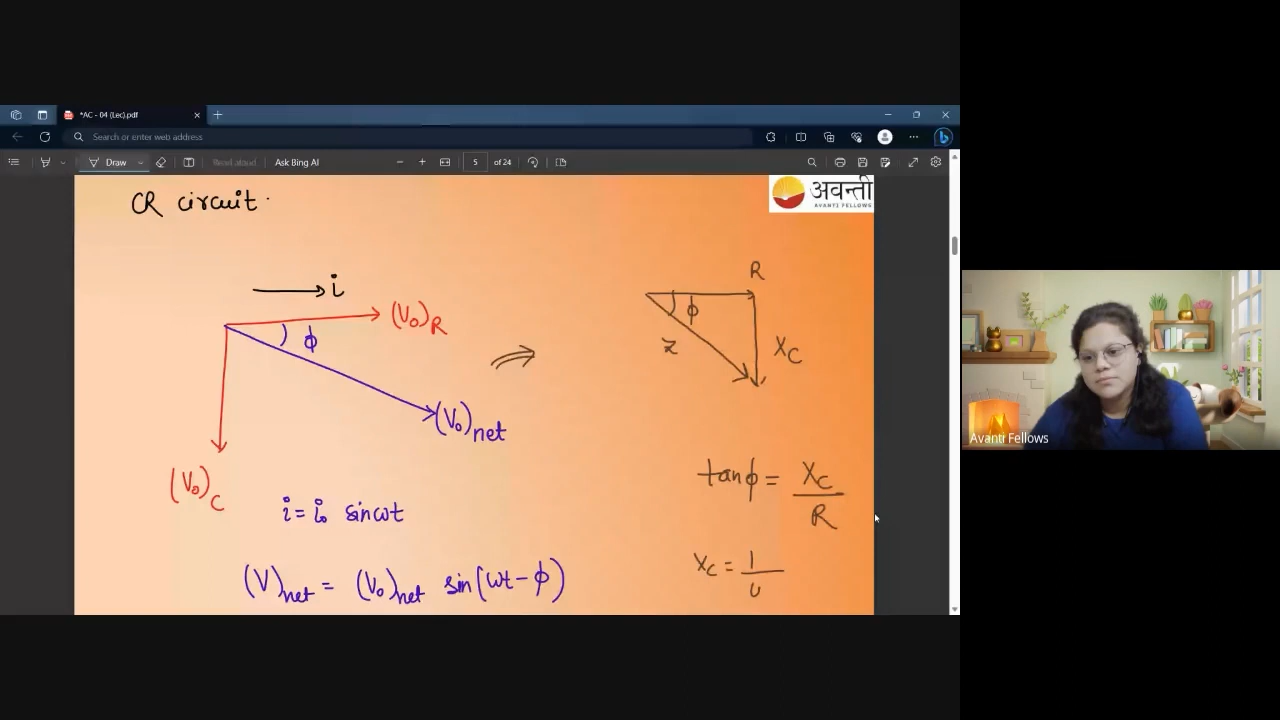 *AC - 04 (Lec).pdf
Search or enter web address
Draw
Read aloud
Ask Bing AI
5 of 24
CR circuit
अवन्ती
AVANTI FELLOWS
i
(V₀)R
ϕ
(V₀)net
(V₀)C
R
ϕ
z
XC
i = i₀ sinωt
(V)net = (V₀)net sin(ωt - ϕ)
tanϕ = XC / R
XC = 1 /
Avanti Fellows